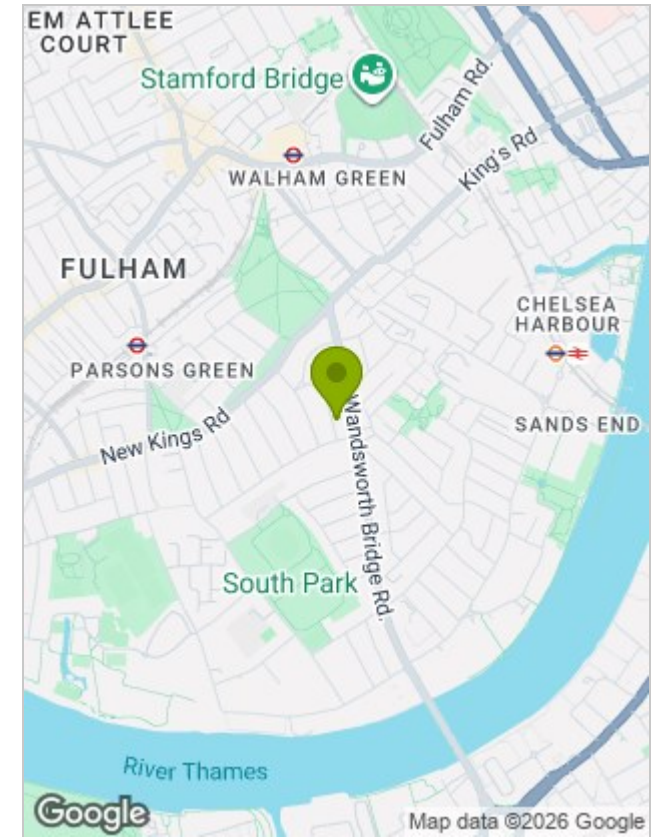 EM ATTLEE
COURT
Stamford Bridge
Fulham Rd.
King's Rd
WALHAM GREEN
FULHAM
CHELSEA
HARBOUR
PARSONS GREEN
New Kings Rd
Wandsworth Bridge Rd.
SANDS END
South Park
River Thames
Google
Map data ©2026 Google